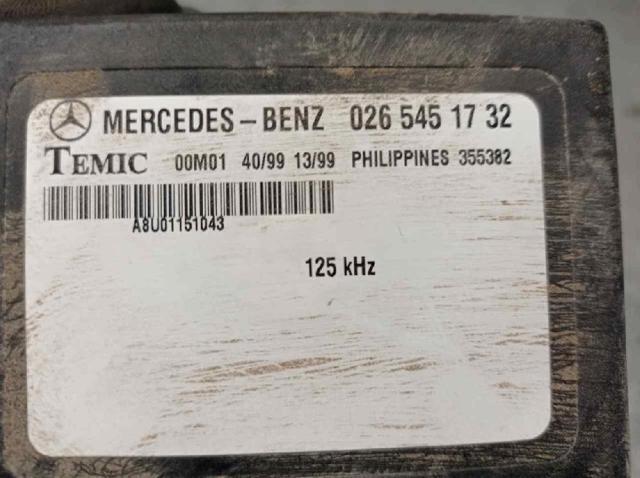 MERCEDES-BENZ 026 545 17 32
TEMIC 00M01 40/99 13/99 PHILIPPINES 355382
A8U01151043
125 kHz